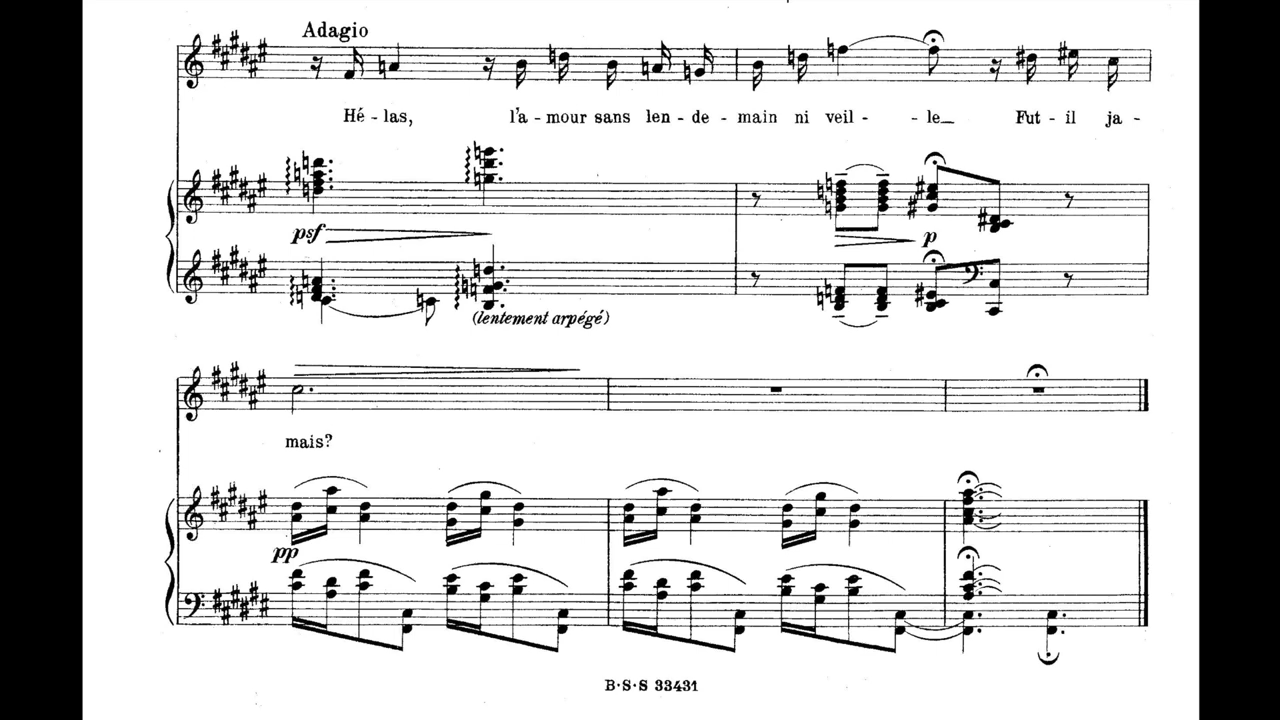 Adagio
Hé - las, l'a - mour sans len - de - main ni veil - - le_ Fut - il ja -
psf
p
(lentement arpégé)
mais?
pp
B·S·S 33431